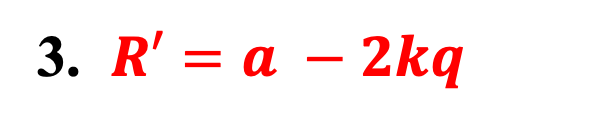 3. R′ = a − 2kq